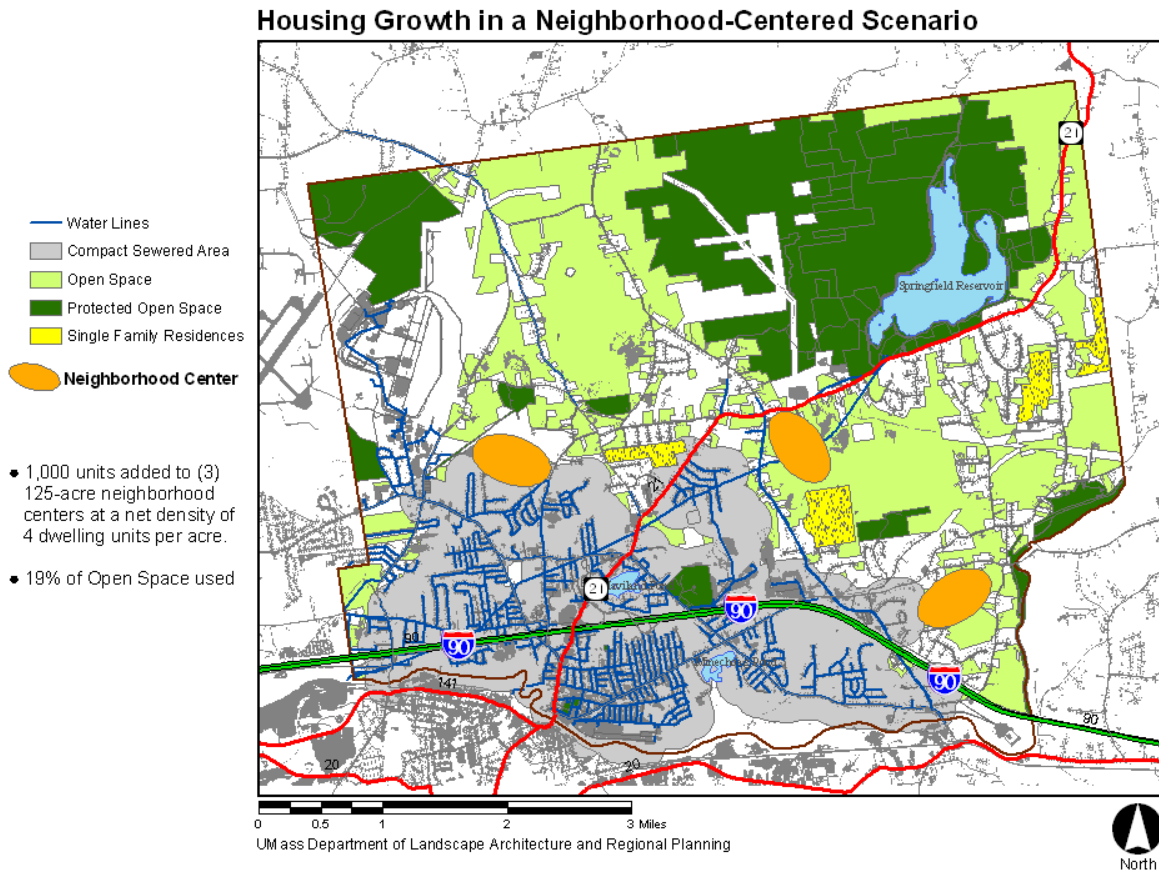 Housing Growth in a Neighborhood-Centered Scenario
Water Lines
Compact Sewered Area
Open Space
Protected Open Space
Single Family Residences
Neighborhood Center
• 1,000 units added to (3)
125-acre neighborhood
centers at a net density of
4 dwelling units per acre.
• 19% of Open Space used
21
Springfield Reservoir
21
21
90
90
90
141
90
90
20
20
0 0.5 1 2 3 Miles
UMass Department of Landscape Architecture and Regional Planning
North